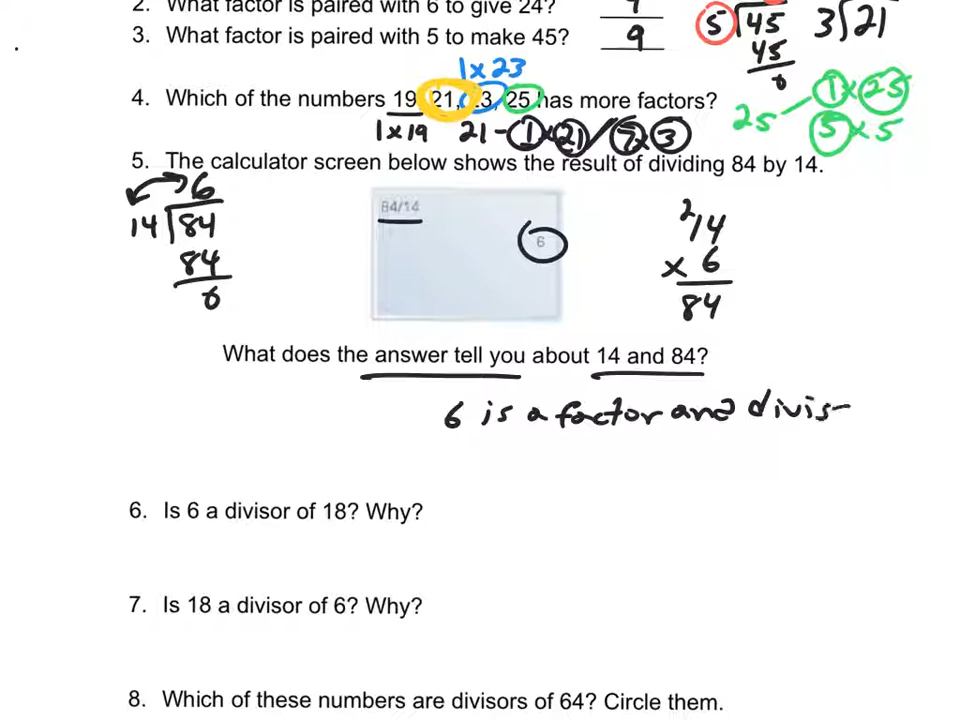 2. What factor is paired with 6 to give 24?
3. What factor is paired with 5 to make 45? 9
5 45 3 21
45
0
1 x 23
4. Which of the numbers 19, 21, 23, 25 has more factors?
1 x 19 21 - 1 x 21 / 7 x 3
25 1 x 25
5 x 5
5. The calculator screen below shows the result of dividing 84 by 14.
6
14 84
84
0
84/14
6
2 14
x 6
84
What does the answer tell you about 14 and 84?
6 is a factor and divis
6. Is 6 a divisor of 18? Why?
7. Is 18 a divisor of 6? Why?
8. Which of these numbers are divisors of 64? Circle them.